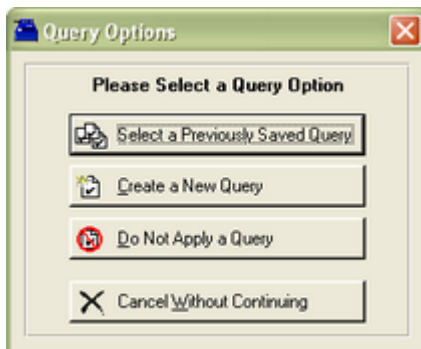 Query Options
Please Select a Query Option
Select a Previously Saved Query
Create a New Query
Do Not Apply a Query
Cancel Without Continuing